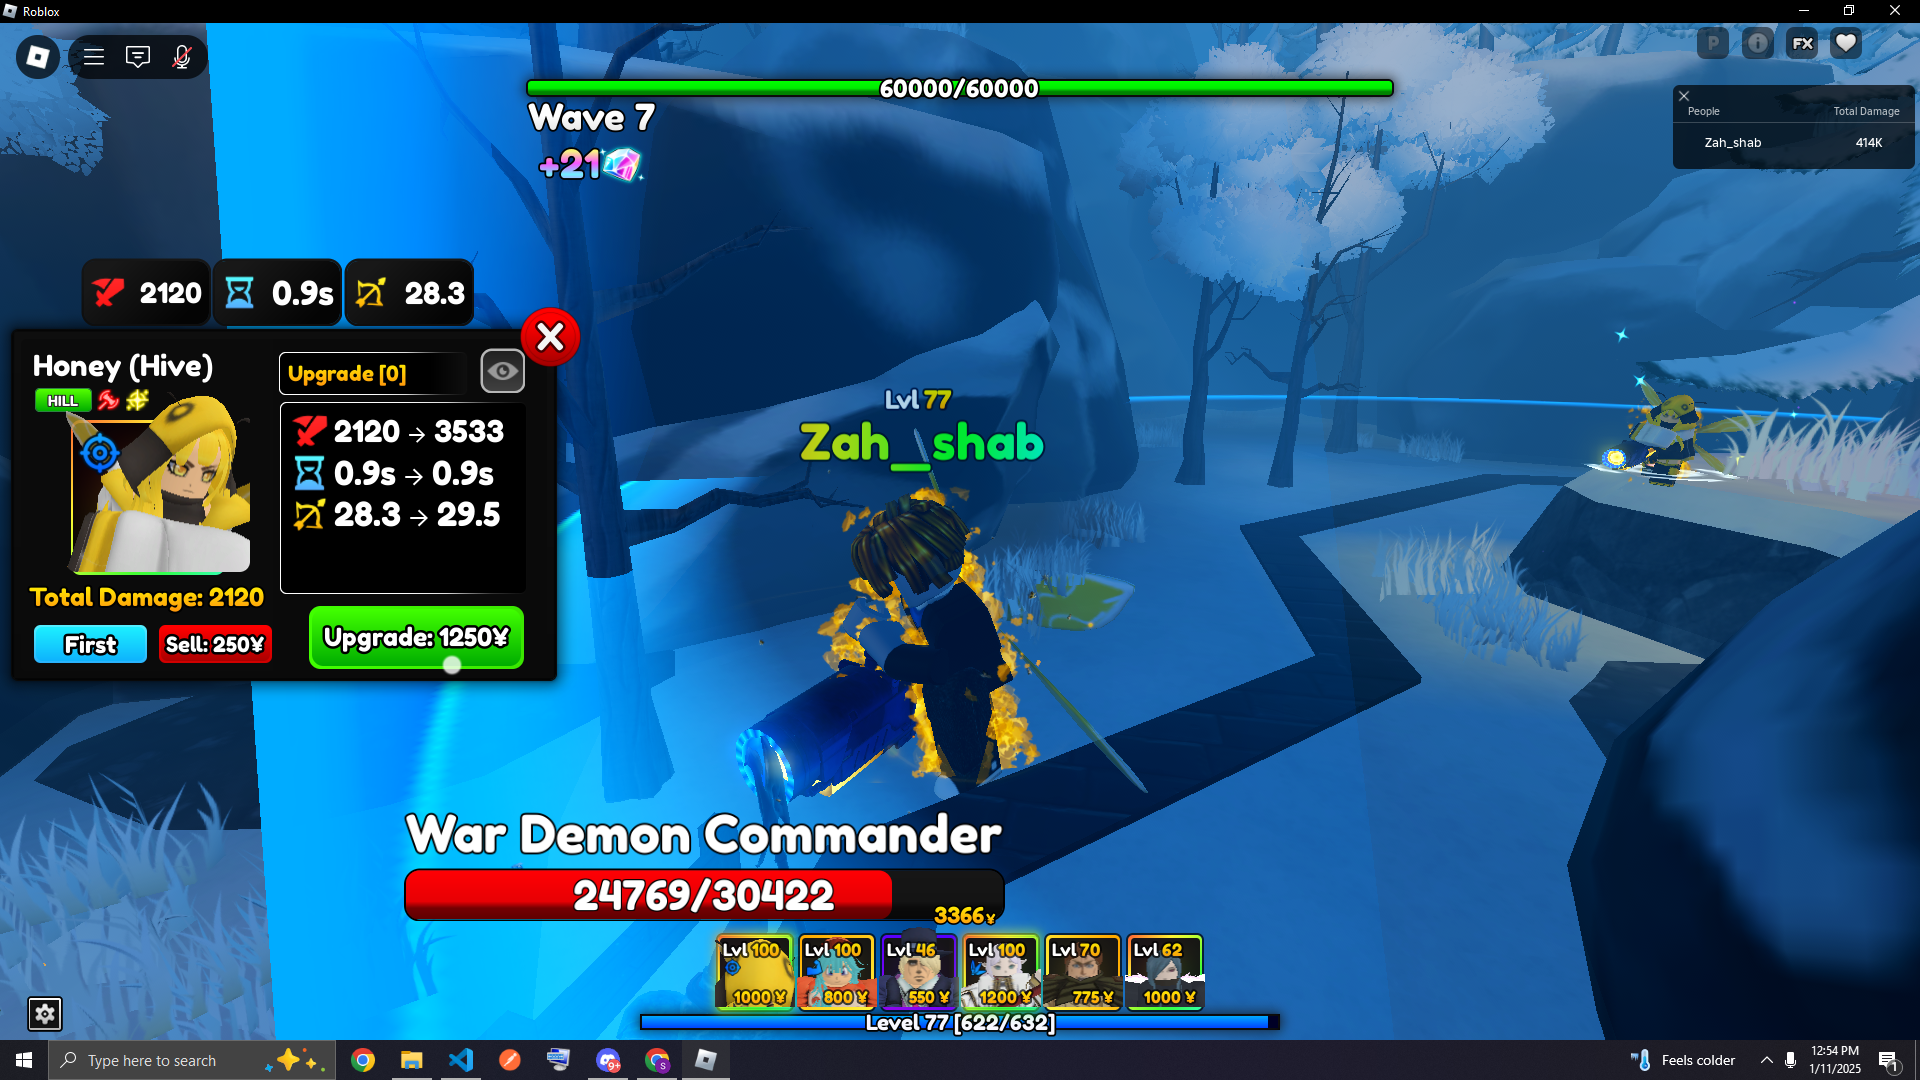 Roblox
60000/60000
Wave 7
+21
P
FX
People Total Damage
Zah_shab 414K
2120 0.9s 28.3
Honey (Hive)
HILL
Upgrade [0]
2120 → 3533
0.9s → 0.9s
28.3 → 29.5
Total Damage: 2120
First
Sell: 250¥
Upgrade: 1250¥
Lvl 77
Zah_shab
War Demon Commander
24769/30422
3366¥
Lvl 100 Lvl 100 Lvl 46 Lvl 100 Lvl 70 Lvl 62
1000 ¥ 800 ¥ 550 ¥ 1200 ¥ 775 ¥ 1000 ¥
Level 77 [622/632]
Type here to search
9+
S
Feels colder
12:54 PM
1/11/2025
1